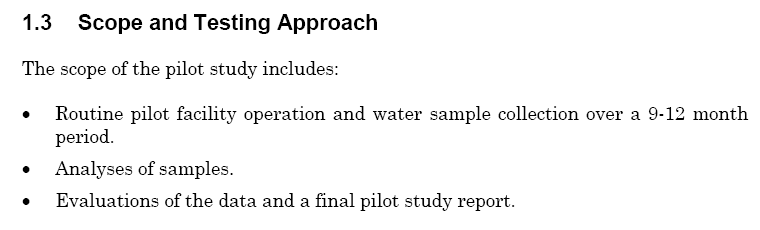 1.3 Scope and Testing Approach
The scope of the pilot study includes:
• Routine pilot facility operation and water sample collection over a 9-12 month
period.
• Analyses of samples.
• Evaluations of the data and a final pilot study report.